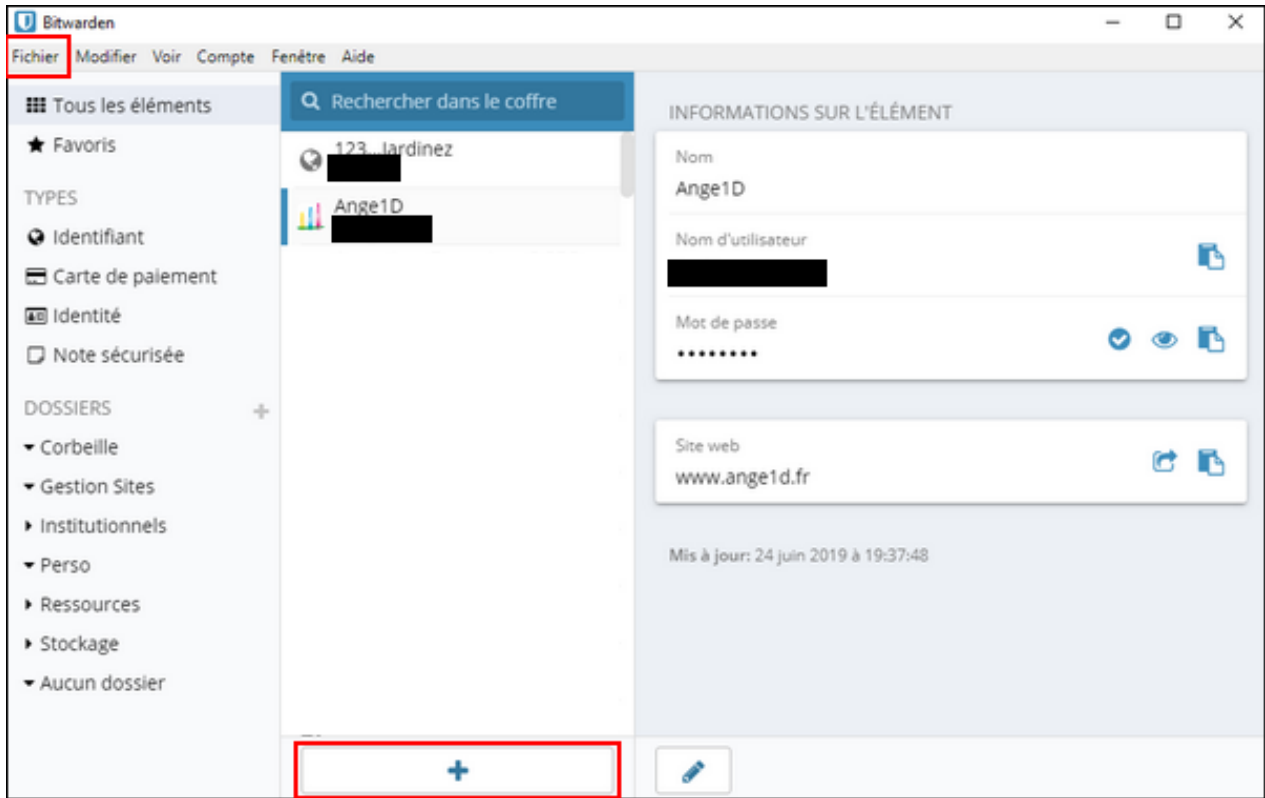 Bitwarden
Fichier Modifier Voir Compte Fenêtre Aide
Tous les éléments
Favoris
TYPES
Identifiant
Carte de paiement
Identité
Note sécurisée
DOSSIERS
Corbeille
Gestion Sites
Institutionnels
Perso
Ressources
Stockage
Aucun dossier
Rechercher dans le coffre
123...Jardinez
Ange1D
INFORMATIONS SUR L'ÉLÉMENT
Nom
Ange1D
Nom d'utilisateur
Mot de passe
••••••••
Site web
www.ange1d.fr
Mis à jour: 24 juin 2019 à 19:37:48